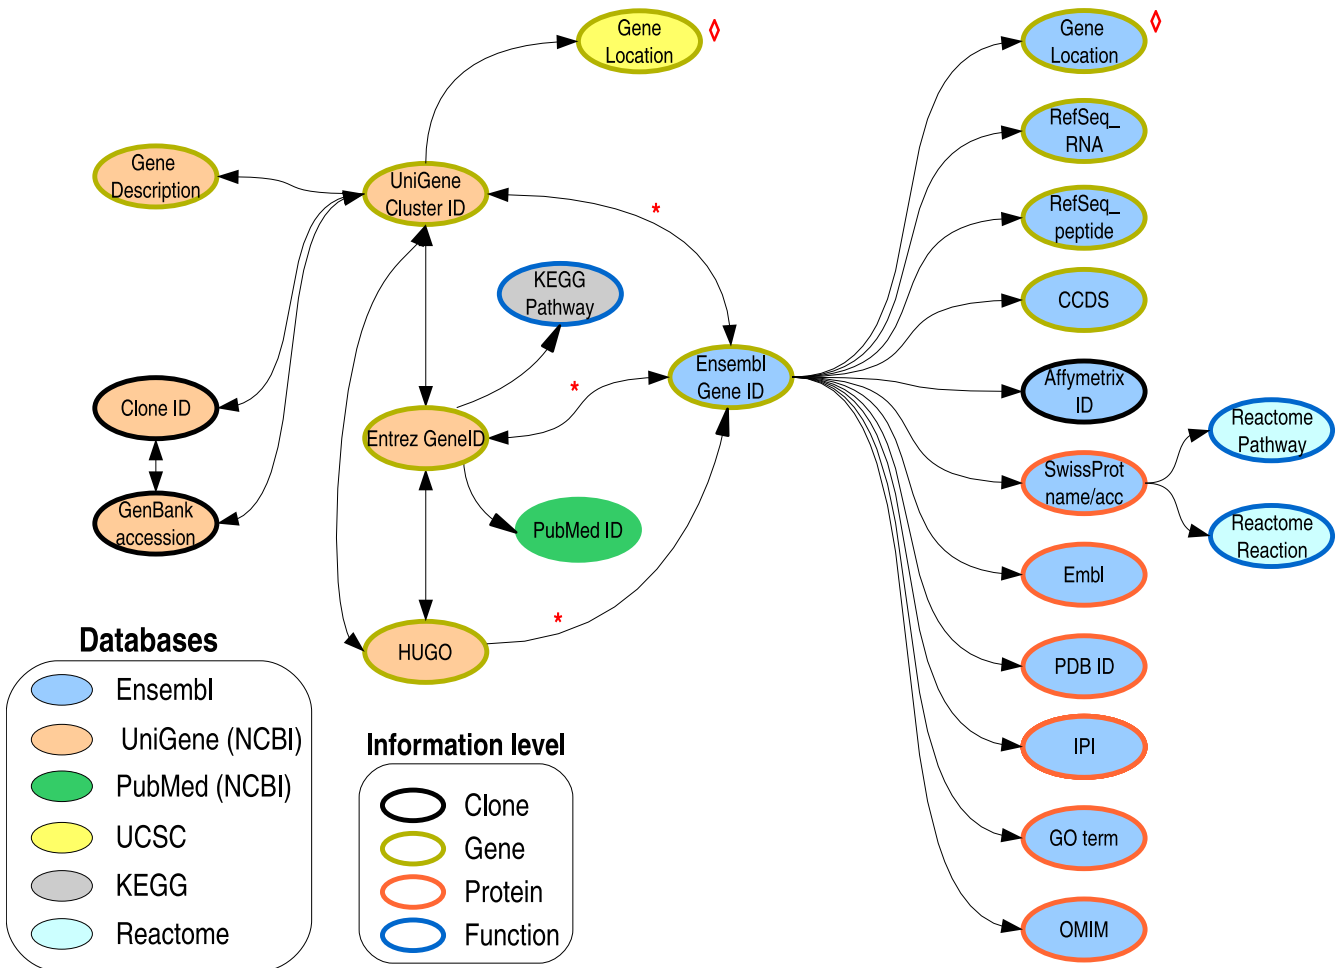 Gene
Location
◊
Gene
Location
◊
RefSeq_
RNA
Gene
Description
UniGene
Cluster ID
*
RefSeq_
peptide
KEGG
Pathway
CCDS
Ensembl
Gene ID
*
Affymetrix
ID
Clone ID
Entrez GeneID
Reactome
Pathway
SwissProt
name/acc
GenBank
accession
PubMed ID
Reactome
Reaction
Embl
*
HUGO
PDB ID
IPI
GO term
OMIM
Databases
Ensembl
UniGene (NCBI)
PubMed (NCBI)
UCSC
KEGG
Reactome
Information level
Clone
Gene
Protein
Function